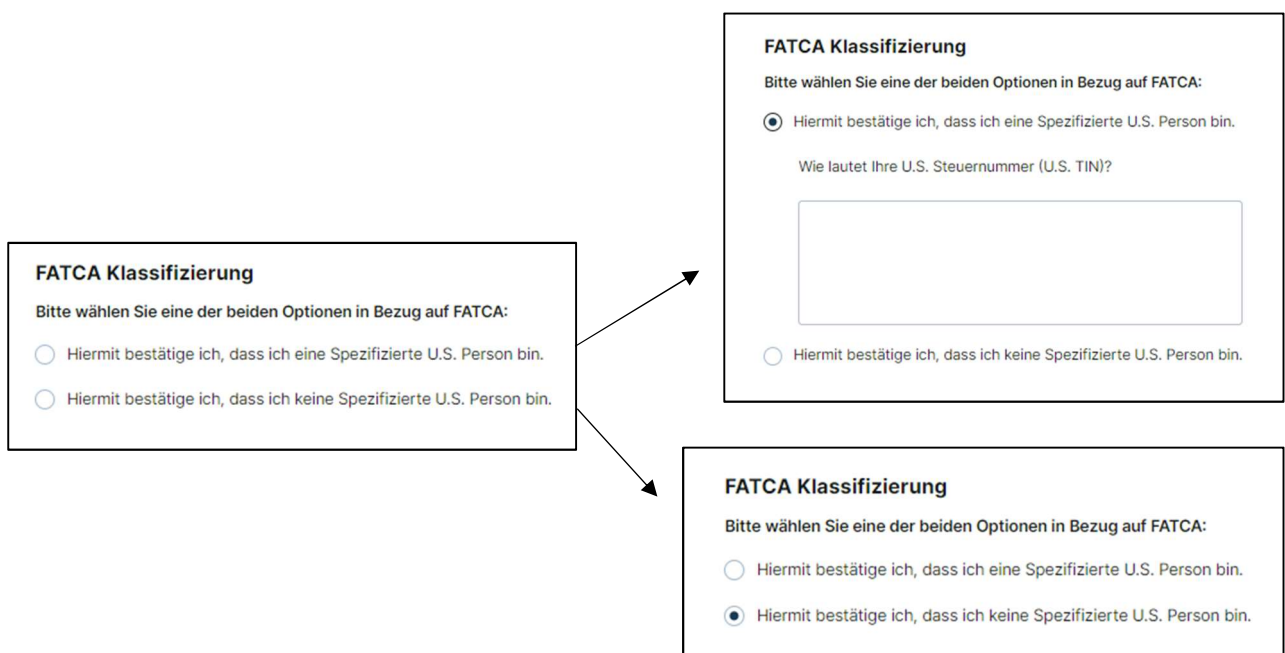 FATCA Klassifizierung
Bitte wählen Sie eine der beiden Optionen in Bezug auf FATCA:
Hiermit bestätige ich, dass ich eine Spezifizierte U.S. Person bin.
Hiermit bestätige ich, dass ich keine Spezifizierte U.S. Person bin.
FATCA Klassifizierung
Bitte wählen Sie eine der beiden Optionen in Bezug auf FATCA:
Hiermit bestätige ich, dass ich eine Spezifizierte U.S. Person bin.
Wie lautet Ihre U.S. Steuernummer (U.S. TIN)?
Hiermit bestätige ich, dass ich keine Spezifizierte U.S. Person bin.
FATCA Klassifizierung
Bitte wählen Sie eine der beiden Optionen in Bezug auf FATCA:
Hiermit bestätige ich, dass ich eine Spezifizierte U.S. Person bin.
Hiermit bestätige ich, dass ich keine Spezifizierte U.S. Person bin.